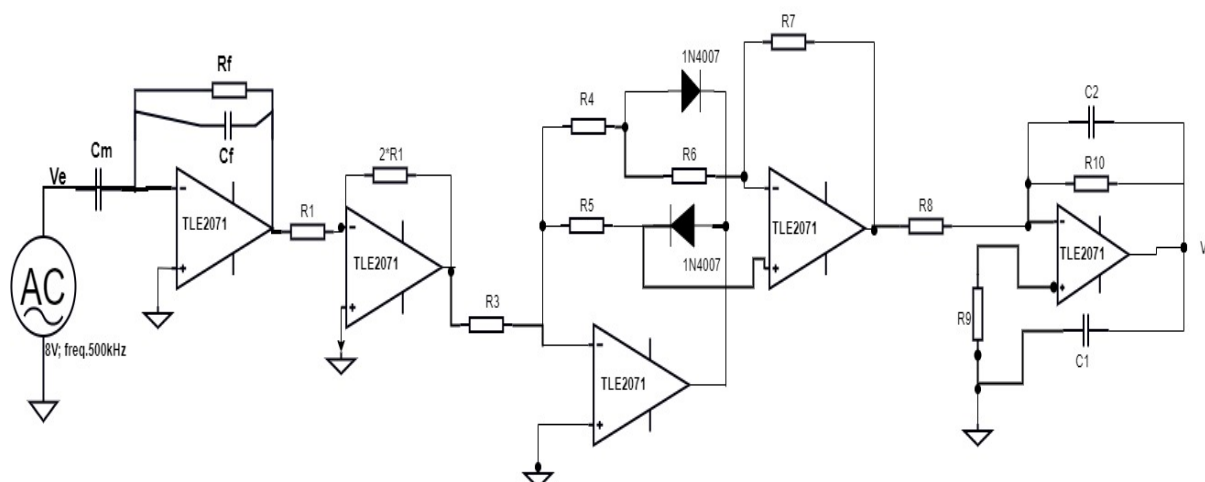 Rf
Cf
Cm
Ve
-
TLE2071
+
AC
8V; freq.500kHz
R1
2*R1
-
TLE2071
+
R3
R4
1N4007
R6
R5
1N4007
-
TLE2071
+
R7
-
TLE2071
+
R8
C2
R10
-
TLE2071
+
R9
C1
V